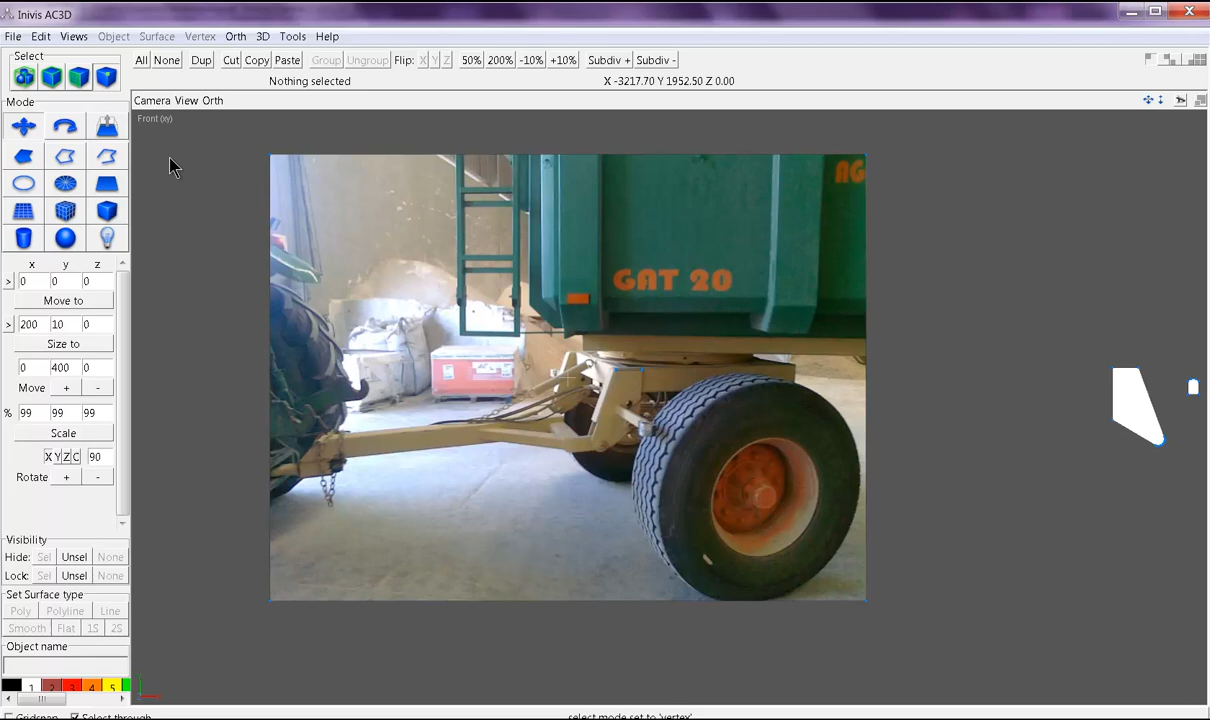 Inivis AC3D
File Edit Views Object Surface Vertex Orth 3D Tools Help
Select
All None Dup Cut Copy Paste Group Ungroup Flip: X Y Z 50% 200% -10% +10% Subdiv + Subdiv -
Nothing selected X -3217.70 Y 1952.50 Z 0.00
Mode
Camera View Orth
Front (xy)
AG
GAT 20
x y z
> 0 0 0
Move to
> 200 10 0
Size to
0 400 0
Move + -
% 99 99 99
Scale
X Y Z C 90
Rotate + -
Visibility
Hide: Sel Unsel None
Lock: Sel Unsel None
Set Surface type
Poly Polyline Line
Smooth Flat 1S 2S
Object name
1 2 3 4 5
Gridsnap Select through select mode set to 'vertex'